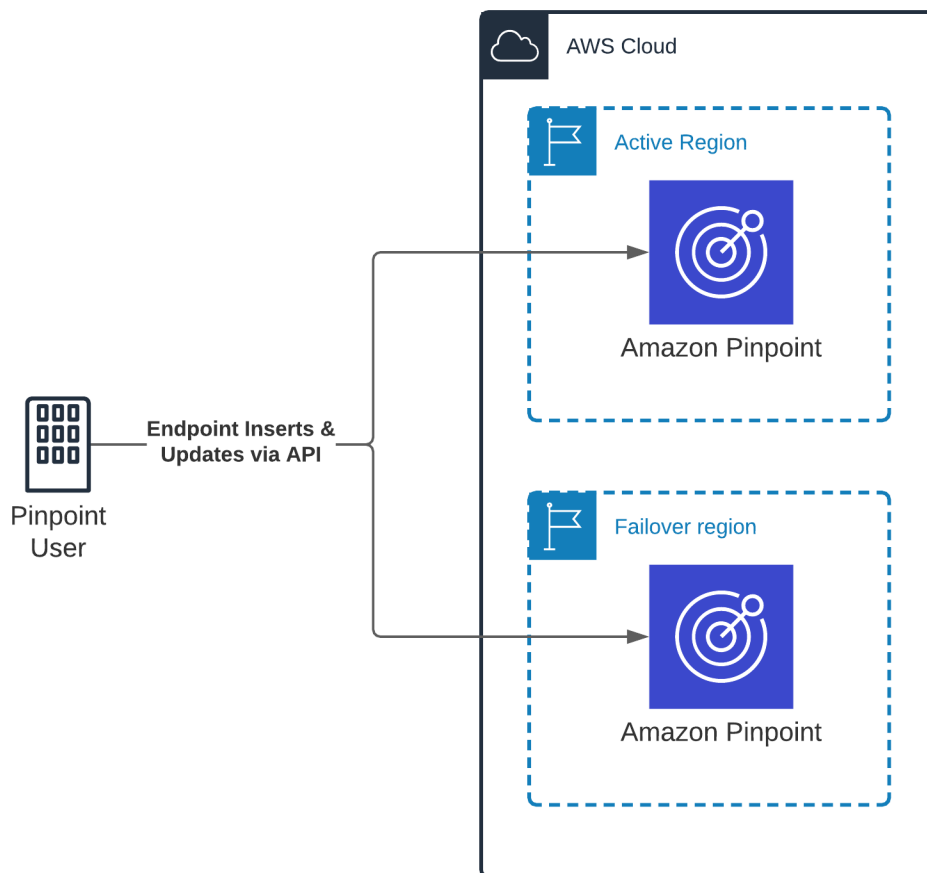 AWS Cloud
Active Region
Amazon Pinpoint
Endpoint Inserts &
Updates via API
Pinpoint
User
Failover region
Amazon Pinpoint